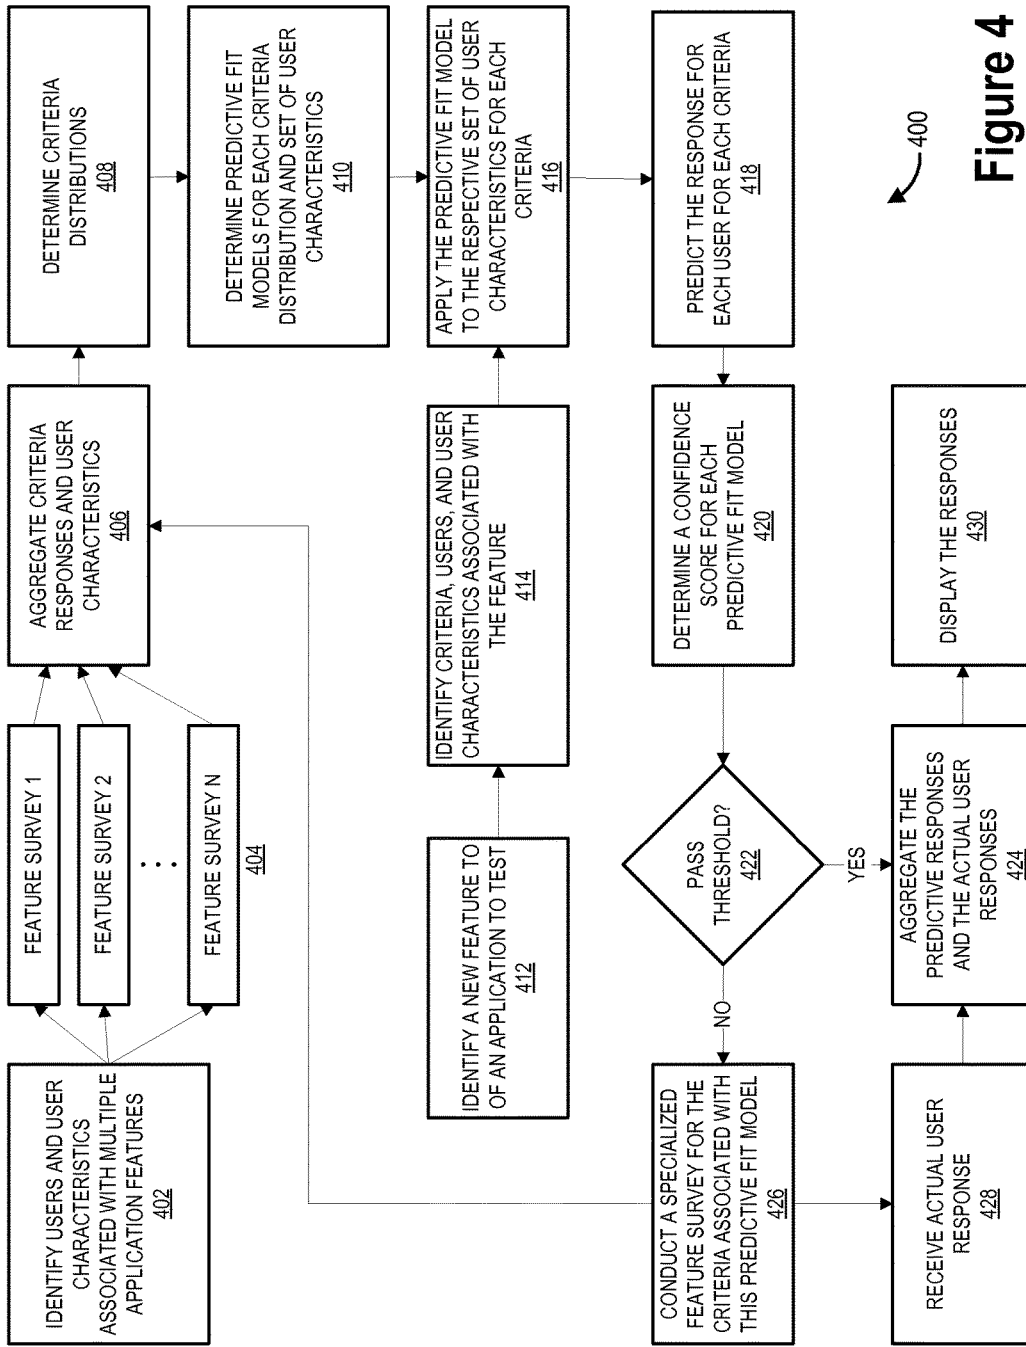 IDENTIFY USERS AND USER
CHARACTERISTICS
ASSOCIATED WITH MULTIPLE
APPLICATION FEATURES
402
FEATURE SURVEY 1
FEATURE SURVEY 2
. . .
FEATURE SURVEY N
404
AGGREGATE CRITERIA
RESPONSES AND USER
CHARACTERISTICS
406
DETERMINE CRITERIA
DISTRIBUTIONS
408
DETERMINE PREDICTIVE FIT
MODELS FOR EACH CRITERIA
DISTRIBUTION AND SET OF USER
CHARACTERISTICS
410
IDENTIFY A NEW FEATURE TO
OF AN APPLICATION TO TEST
412
IDENTIFY CRITERIA, USERS, AND USER
CHARACTERISTICS ASSOCIATED WITH
THE FEATURE
414
APPLY THE PREDICTIVE FIT MODEL
TO THE RESPECTIVE SET OF USER
CHARACTERISTICS FOR EACH
CRITERIA
416
PREDICT THE RESPONSE FOR
EACH USER FOR EACH CRITERIA
418
DETERMINE A CONFIDENCE
SCORE FOR EACH
PREDICTIVE FIT MODEL
420
PASS
THRESHOLD?
422
NO
YES
CONDUCT A SPECIALIZED
FEATURE SURVEY FOR THE
CRITERIA ASSOCIATED WITH
THIS PREDICTIVE FIT MODEL
426
RECEIVE ACTUAL USER
RESPONSE
428
AGGREGATE THE
PREDICTIVE RESPONSES
AND THE ACTUAL USER
RESPONSES
424
DISPLAY THE RESPONSES
430
400
Figure 4